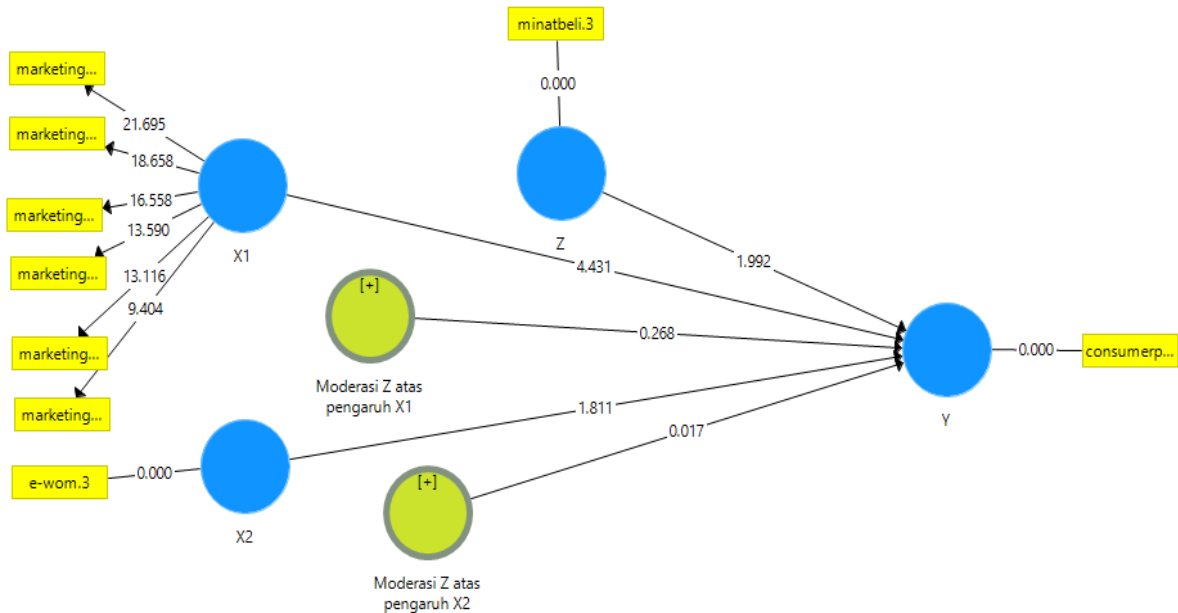 minatbeli.3
0.000
marketing...
21.695
marketing...
18.658
marketing...
16.558
marketing...
13.590
marketing...
13.116
marketing...
9.404
X1
Z
4.431
1.992
[+]
0.268
Moderasi Z atas
pengaruh X1
Y
0.000
consumerp...
e-wom.3
0.000
X2
1.811
0.017
[+]
Moderasi Z atas
pengaruh X2